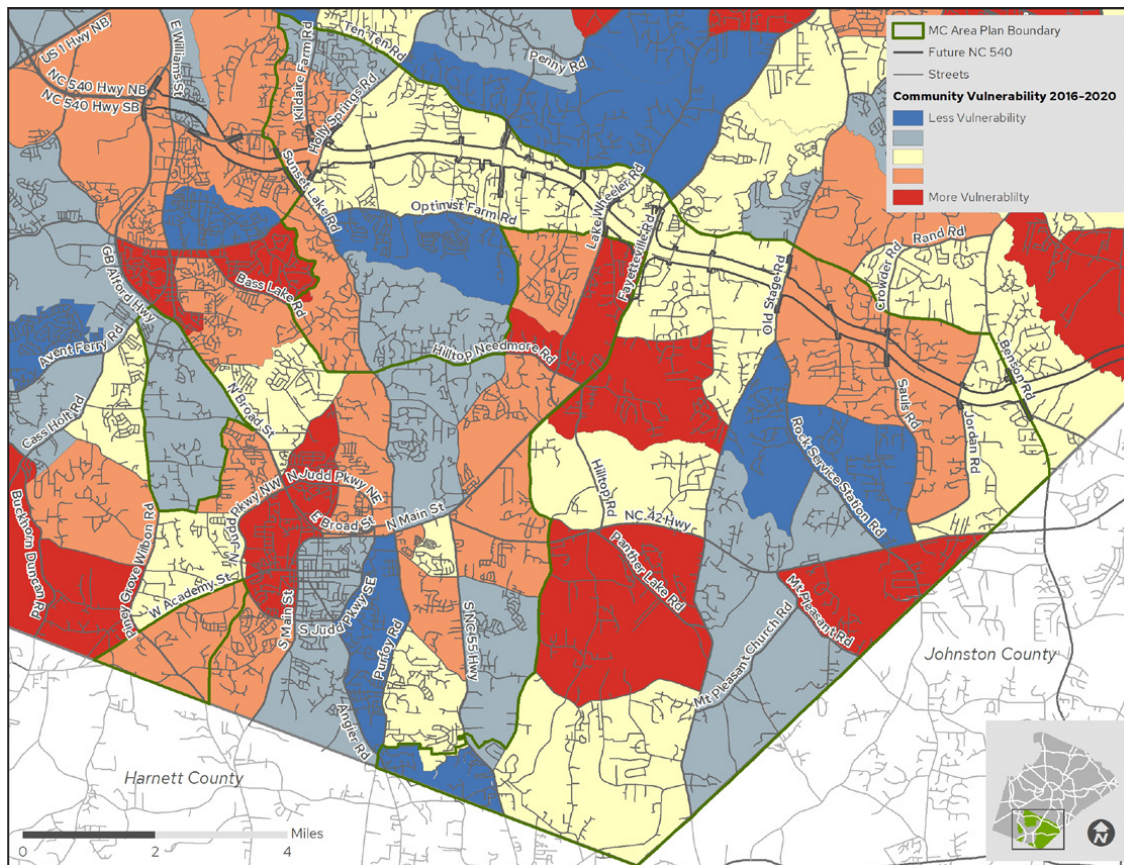 MC Area Plan Boundary
Future NC 540
Streets
Community Vulnerability 2016-2020
Less Vulnerability
More Vulnerablilty
US 1 Hwy NB
E Williams St
Kildaire Farm Rd
Ten Ten Rd
Penny Rd
NC 540 Hwy NB
NC 540 Hwy SB
Holly Springs Rd
Sunset Lake Rd
Optimist Farm Rd
Lake Wheeler Rd
Fayetteville Rd
Old Stage Rd
Crowder Rd
Rand Rd
GB Alford Hwy
Bass Lake Rd
Avent Ferry Rd
Hilltop Needmore Rd
Benson Rd
N Broad St
Sauls Rd
Jordan Rd
Cass Holt Rd
Rock Service Station Rd
N Judd Pkwy NE
N Judd Pkwy NW
Hilltop Rd
E Broad St
N Main St
NC 42 Hwy
Buckhorn Duncan Rd
Piney Grove Wilbon Rd
Panther Lake Rd
W Academy St
S Main St
S Judd Pkwy SE
Purfoy Rd
S NC 55 Hwy
Mt Pleasant Rd
Mt Pleasant Church Rd
Johnston County
Angier Rd
Harnett County
Miles
0 2 4
N